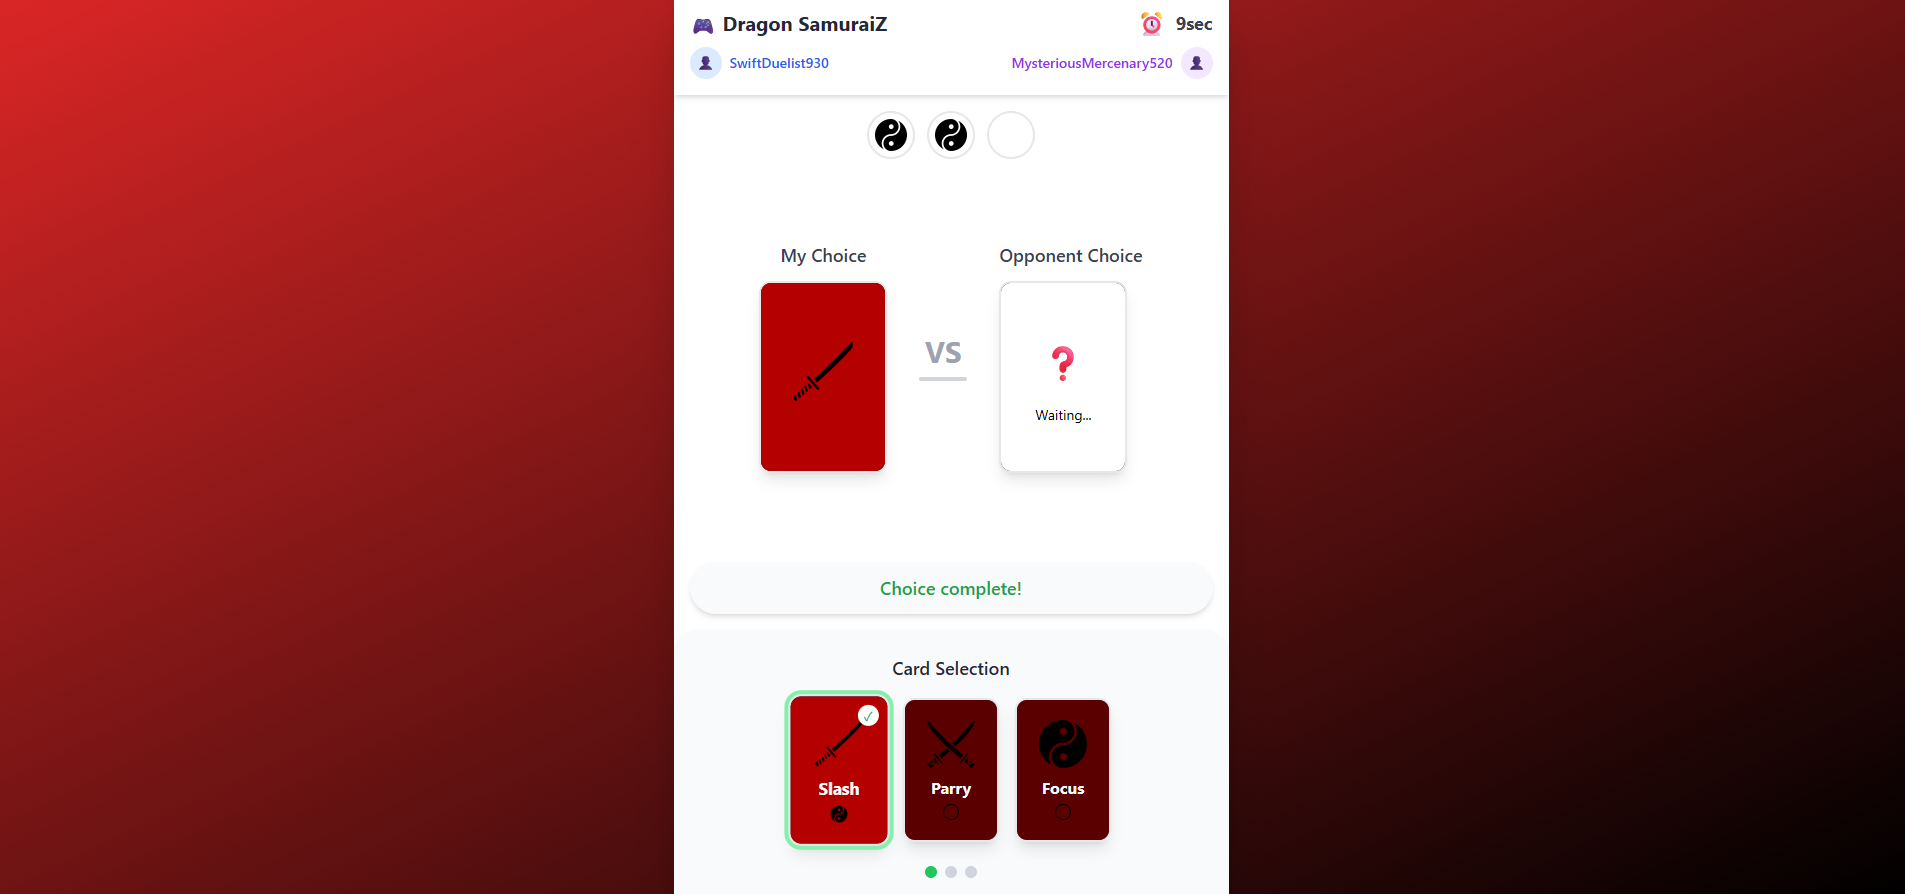 Dragon SamuraiZ
9sec
SwiftDuelist930
MysteriousMercenary520
My Choice
Opponent Choice
VS
Waiting...
Choice complete!
Card Selection
Slash
Parry
Focus